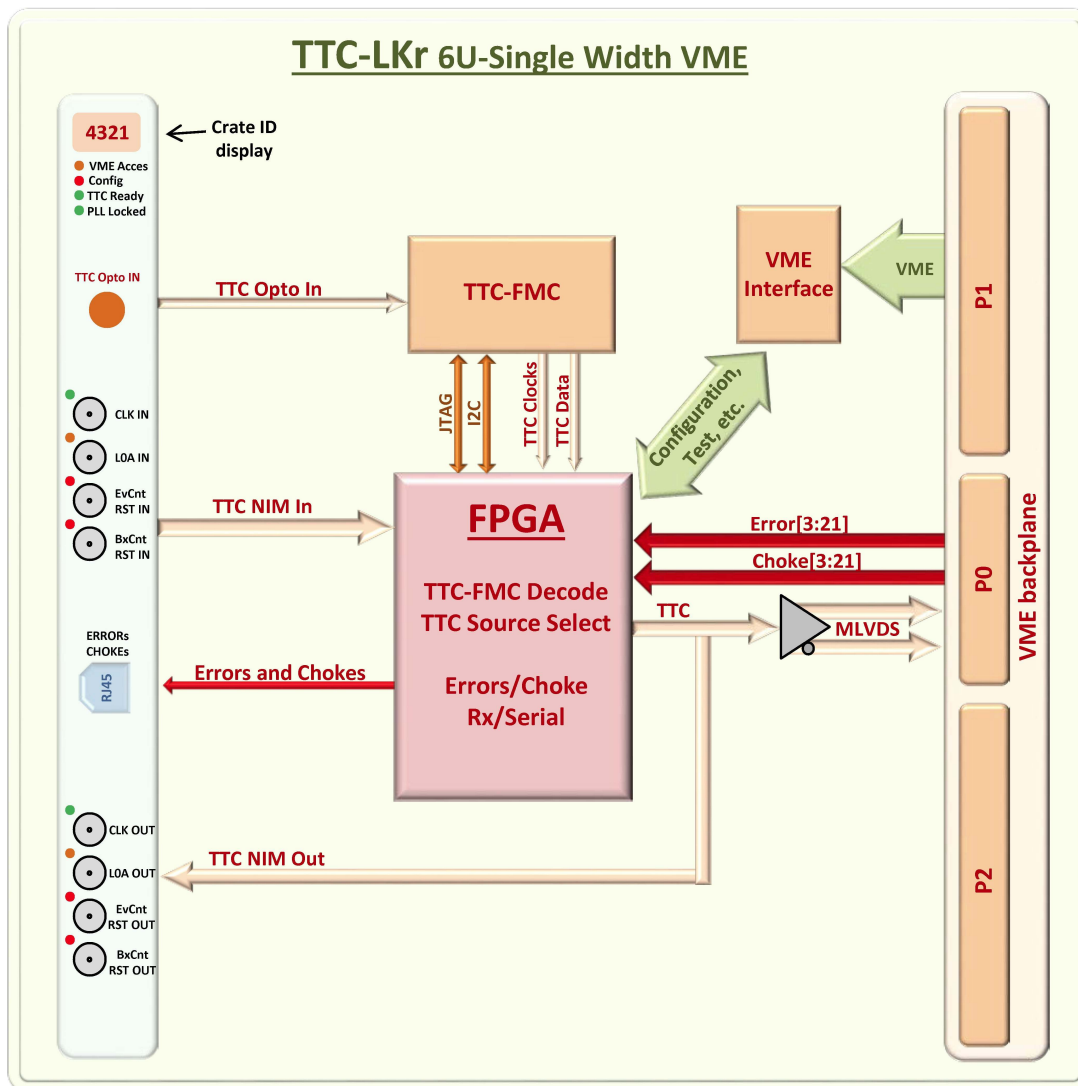 TTC-LKr 6U-Single Width VME
4321
Crate ID
display
VME Acces
Config
TTC Ready
PLL Locked
TTC Opto IN
TTC Opto In
TTC-FMC
VME
Interface
VME
P1
JTAG
I2C
TTC Clocks
TTC Data
Configuration,
Test, etc.
CLK IN
L0A IN
EvCnt
RST IN
BxCnt
RST IN
TTC NIM In
FPGA
TTC-FMC Decode
TTC Source Select
Errors/Choke
Rx/Serial
Error[3:21]
Choke[3:21]
TTC
MLVDS
P0
VME backplane
ERRORs
CHOKEs
RJ45
Errors and Chokes
CLK OUT
L0A OUT
EvCnt
RST OUT
BxCnt
RST OUT
TTC NIM Out
P2